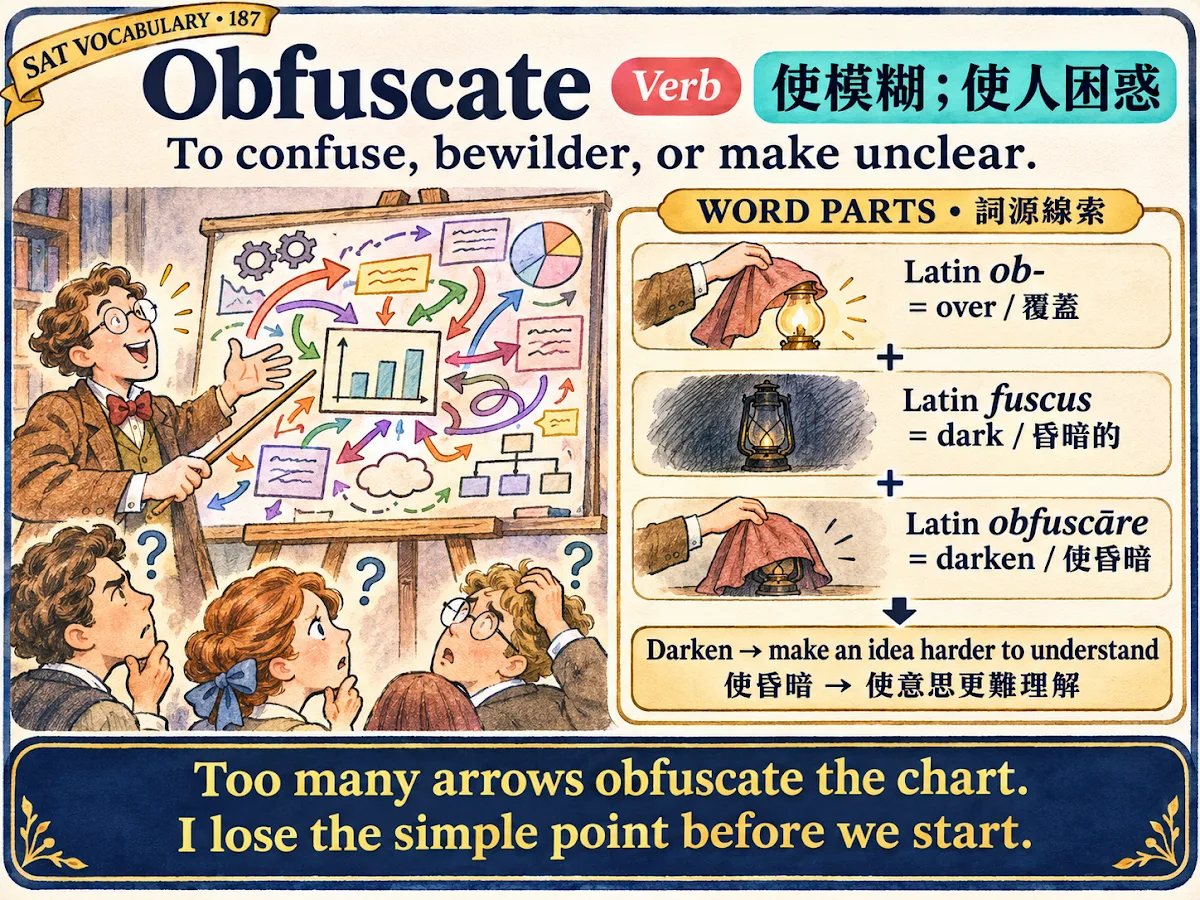 SAT VOCABULARY • 187
Obfuscate
Verb
使模糊；使人困惑
To confuse, bewilder, or make unclear.
WORD PARTS • 詞源線索
Latin ob-
= over / 覆蓋
+
Latin fuscus
= dark / 昏暗的
+
Latin obfuscāre
= darken / 使昏暗
Darken → make an idea harder to understand
使昏暗 → 使意思更難理解
?
?
?
Too many arrows obfuscate the chart.
I lose the simple point before we start.